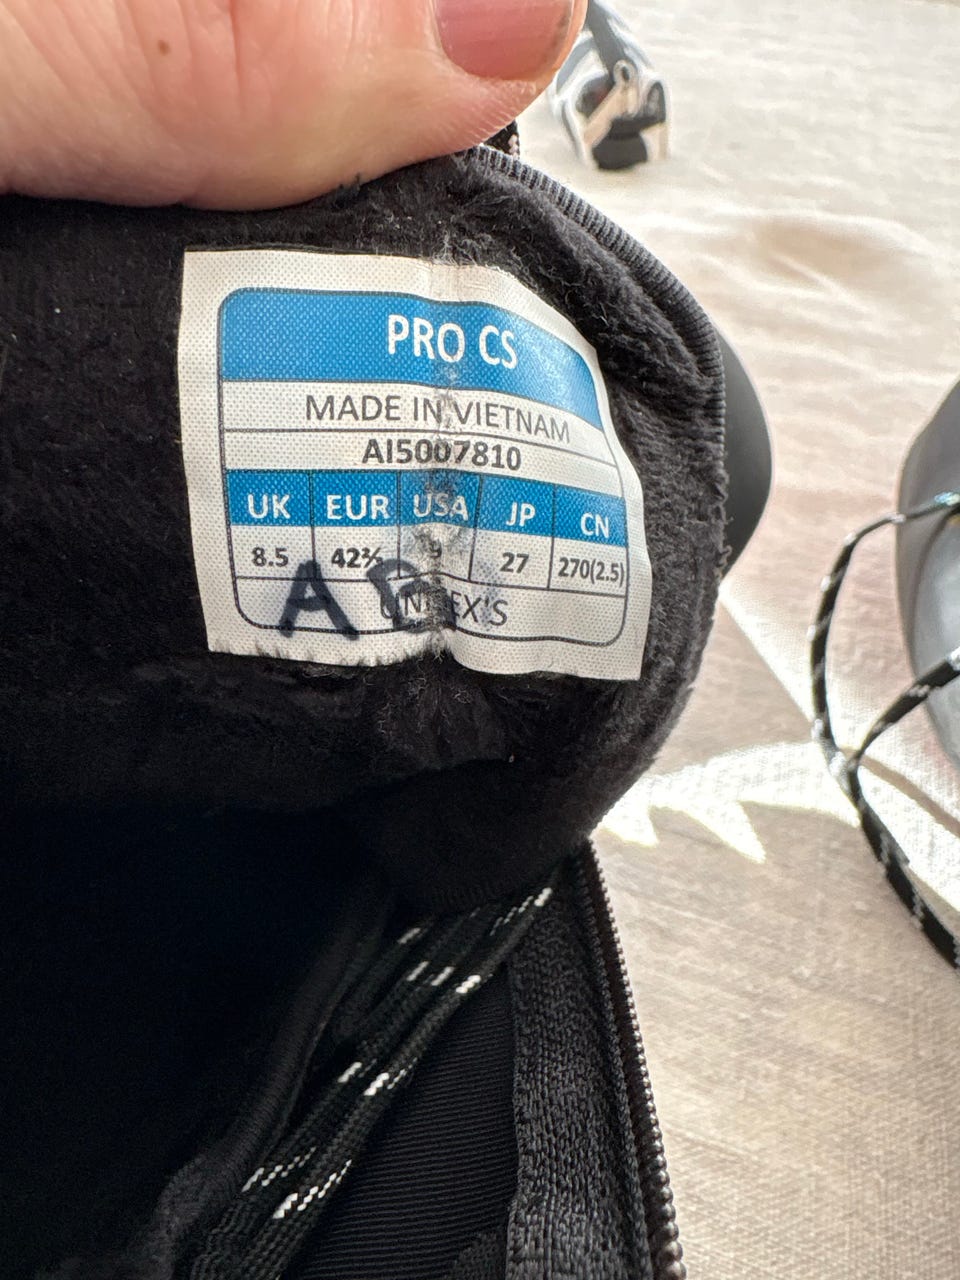 PRO CS
MADE IN VIETNAM
AI5007810
UK EUR USA JP CN
8.5 42⅔ 9 27 270(2.5)
UNISEX'S